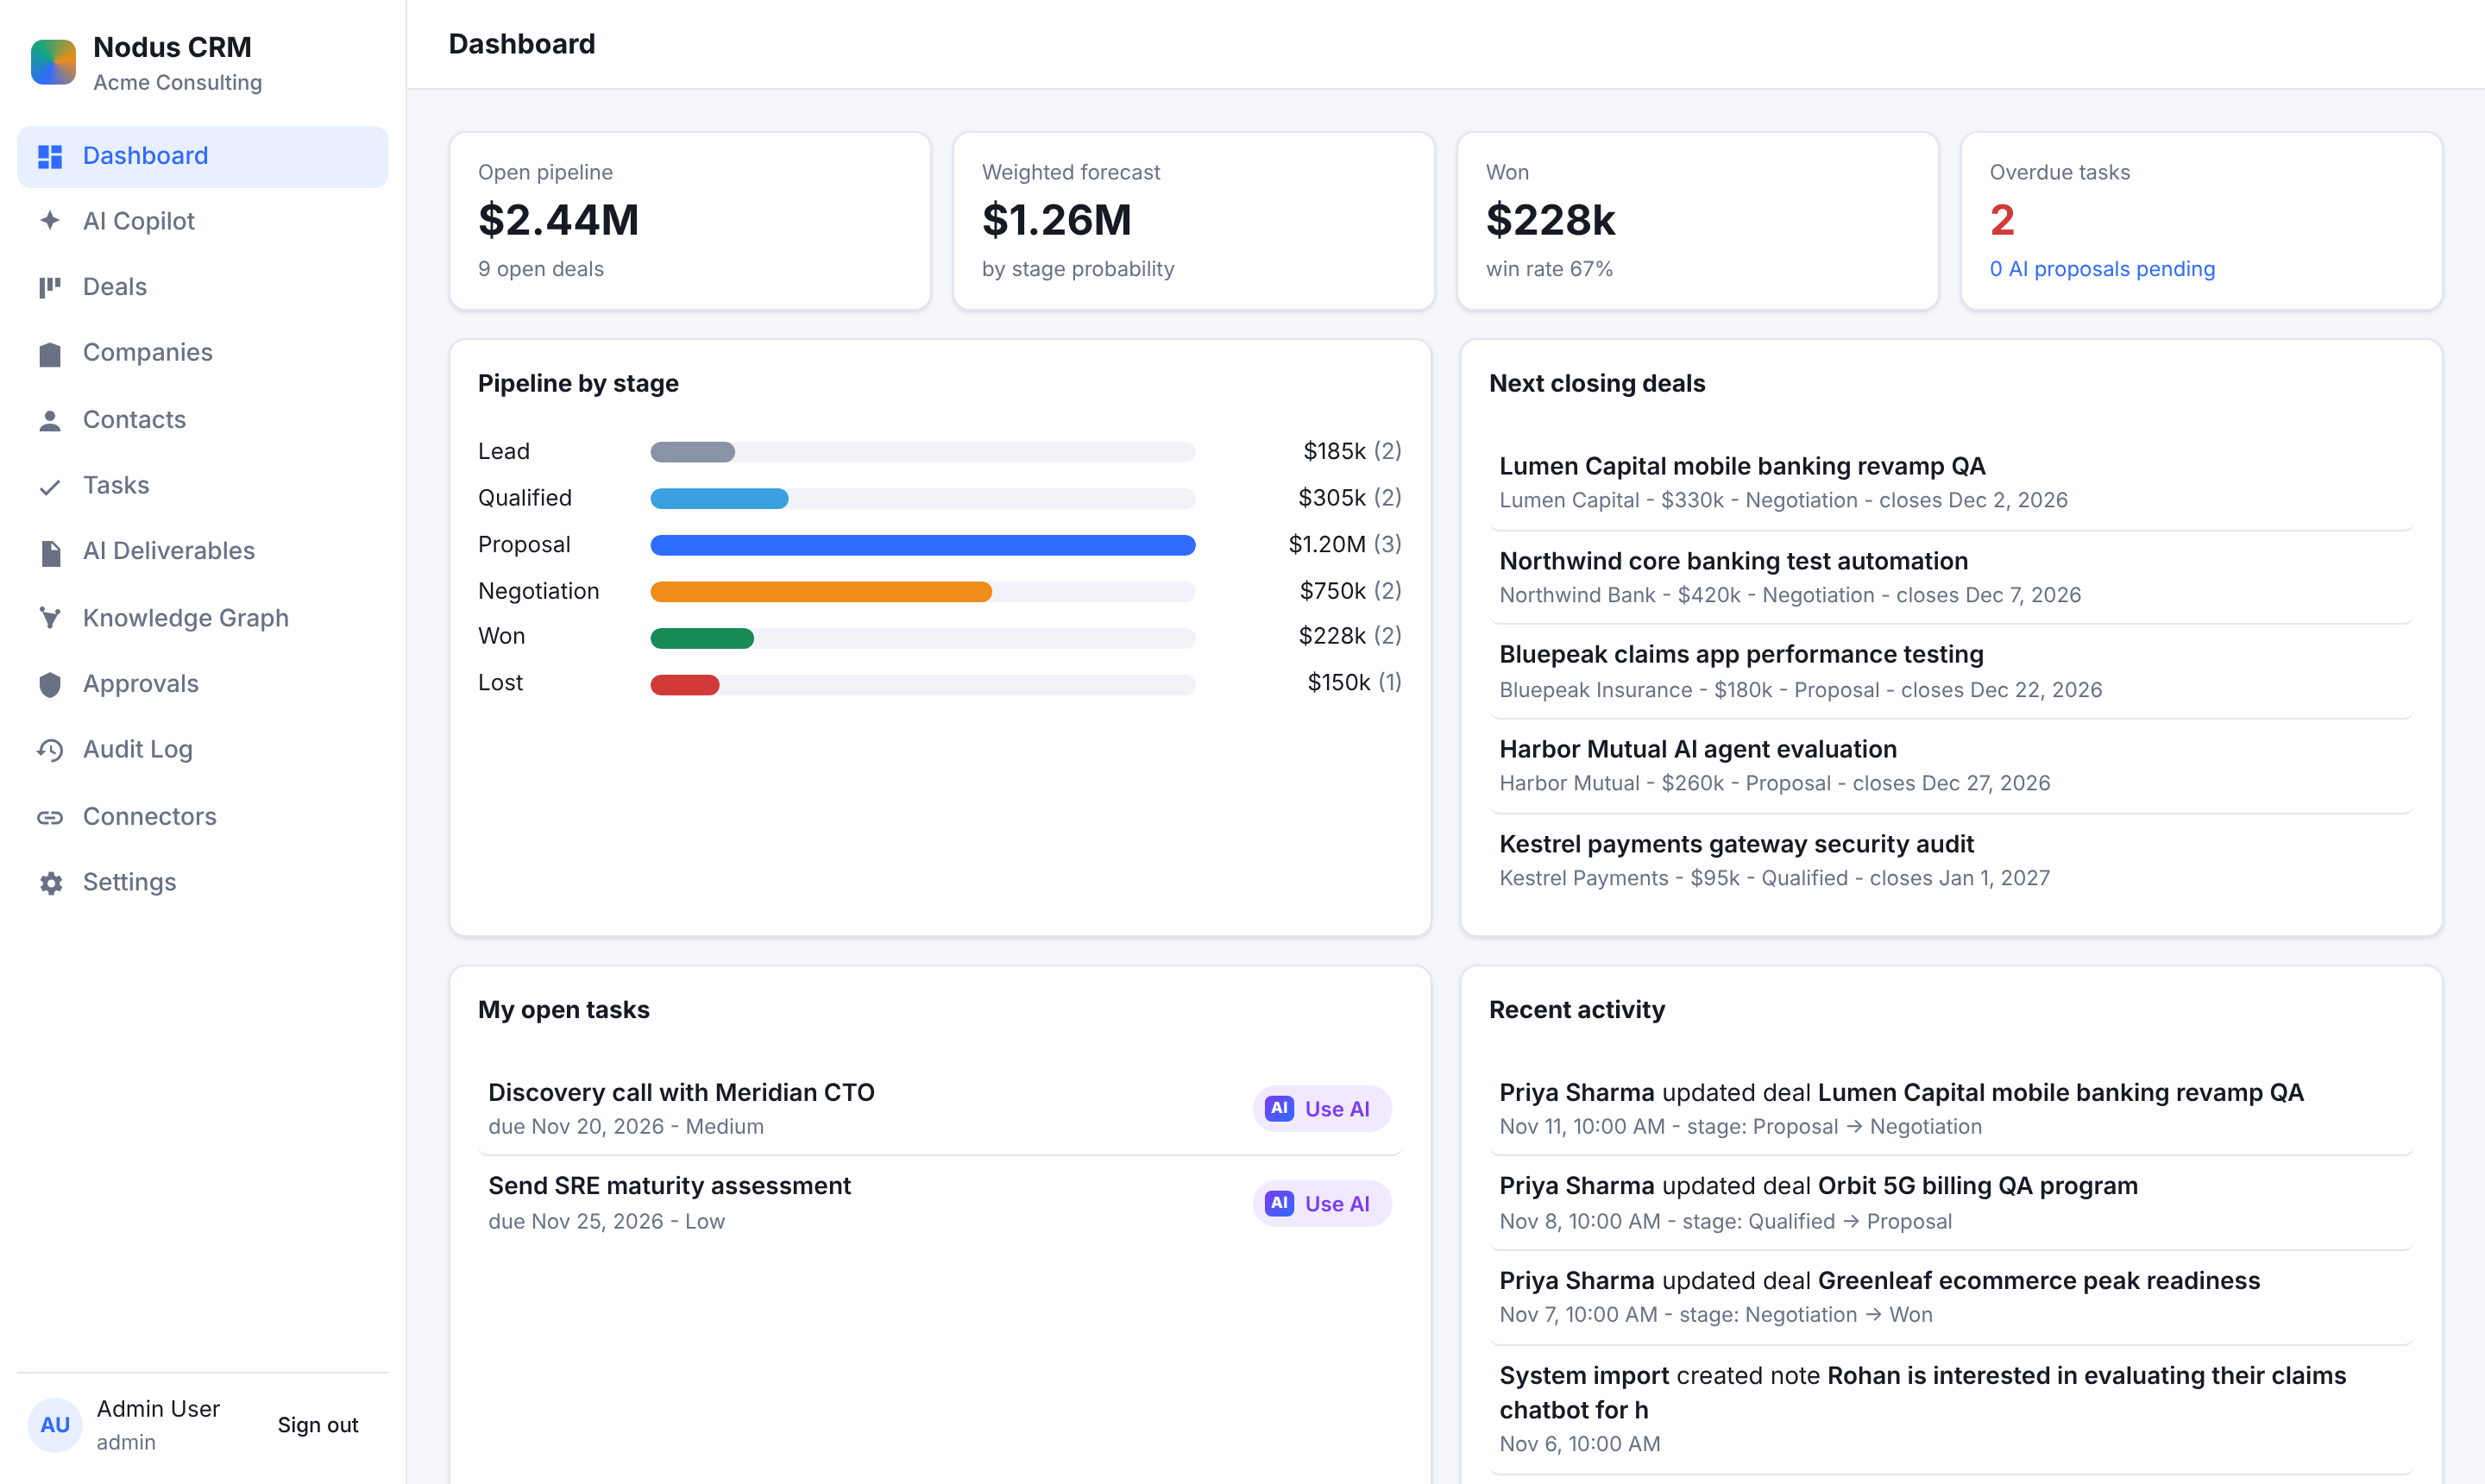 Nodus CRM
Acme Consulting
Dashboard
AI Copilot
Deals
Companies
Contacts
Tasks
AI Deliverables
Knowledge Graph
Approvals
Audit Log
Connectors
Settings
AU
Admin User
admin
Sign out
Dashboard
Open pipeline
$2.44M
9 open deals
Weighted forecast
$1.26M
by stage probability
Won
$228k
win rate 67%
Overdue tasks
2
0 AI proposals pending
Pipeline by stage
Lead $185k (2)
Qualified $305k (2)
Proposal $1.20M (3)
Negotiation $750k (2)
Won $228k (2)
Lost $150k (1)
Next closing deals
Lumen Capital mobile banking revamp QA
Lumen Capital - $330k - Negotiation - closes Dec 2, 2026
Northwind core banking test automation
Northwind Bank - $420k - Negotiation - closes Dec 7, 2026
Bluepeak claims app performance testing
Bluepeak Insurance - $180k - Proposal - closes Dec 22, 2026
Harbor Mutual AI agent evaluation
Harbor Mutual - $260k - Proposal - closes Dec 27, 2026
Kestrel payments gateway security audit
Kestrel Payments - $95k - Qualified - closes Jan 1, 2027
My open tasks
Discovery call with Meridian CTO
due Nov 20, 2026 - Medium
AI Use AI
Send SRE maturity assessment
due Nov 25, 2026 - Low
AI Use AI
Recent activity
Priya Sharma updated deal Lumen Capital mobile banking revamp QA
Nov 11, 10:00 AM - stage: Proposal → Negotiation
Priya Sharma updated deal Orbit 5G billing QA program
Nov 8, 10:00 AM - stage: Qualified → Proposal
Priya Sharma updated deal Greenleaf ecommerce peak readiness
Nov 7, 10:00 AM - stage: Negotiation → Won
System import created note Rohan is interested in evaluating their claims
chatbot for h
Nov 6, 10:00 AM